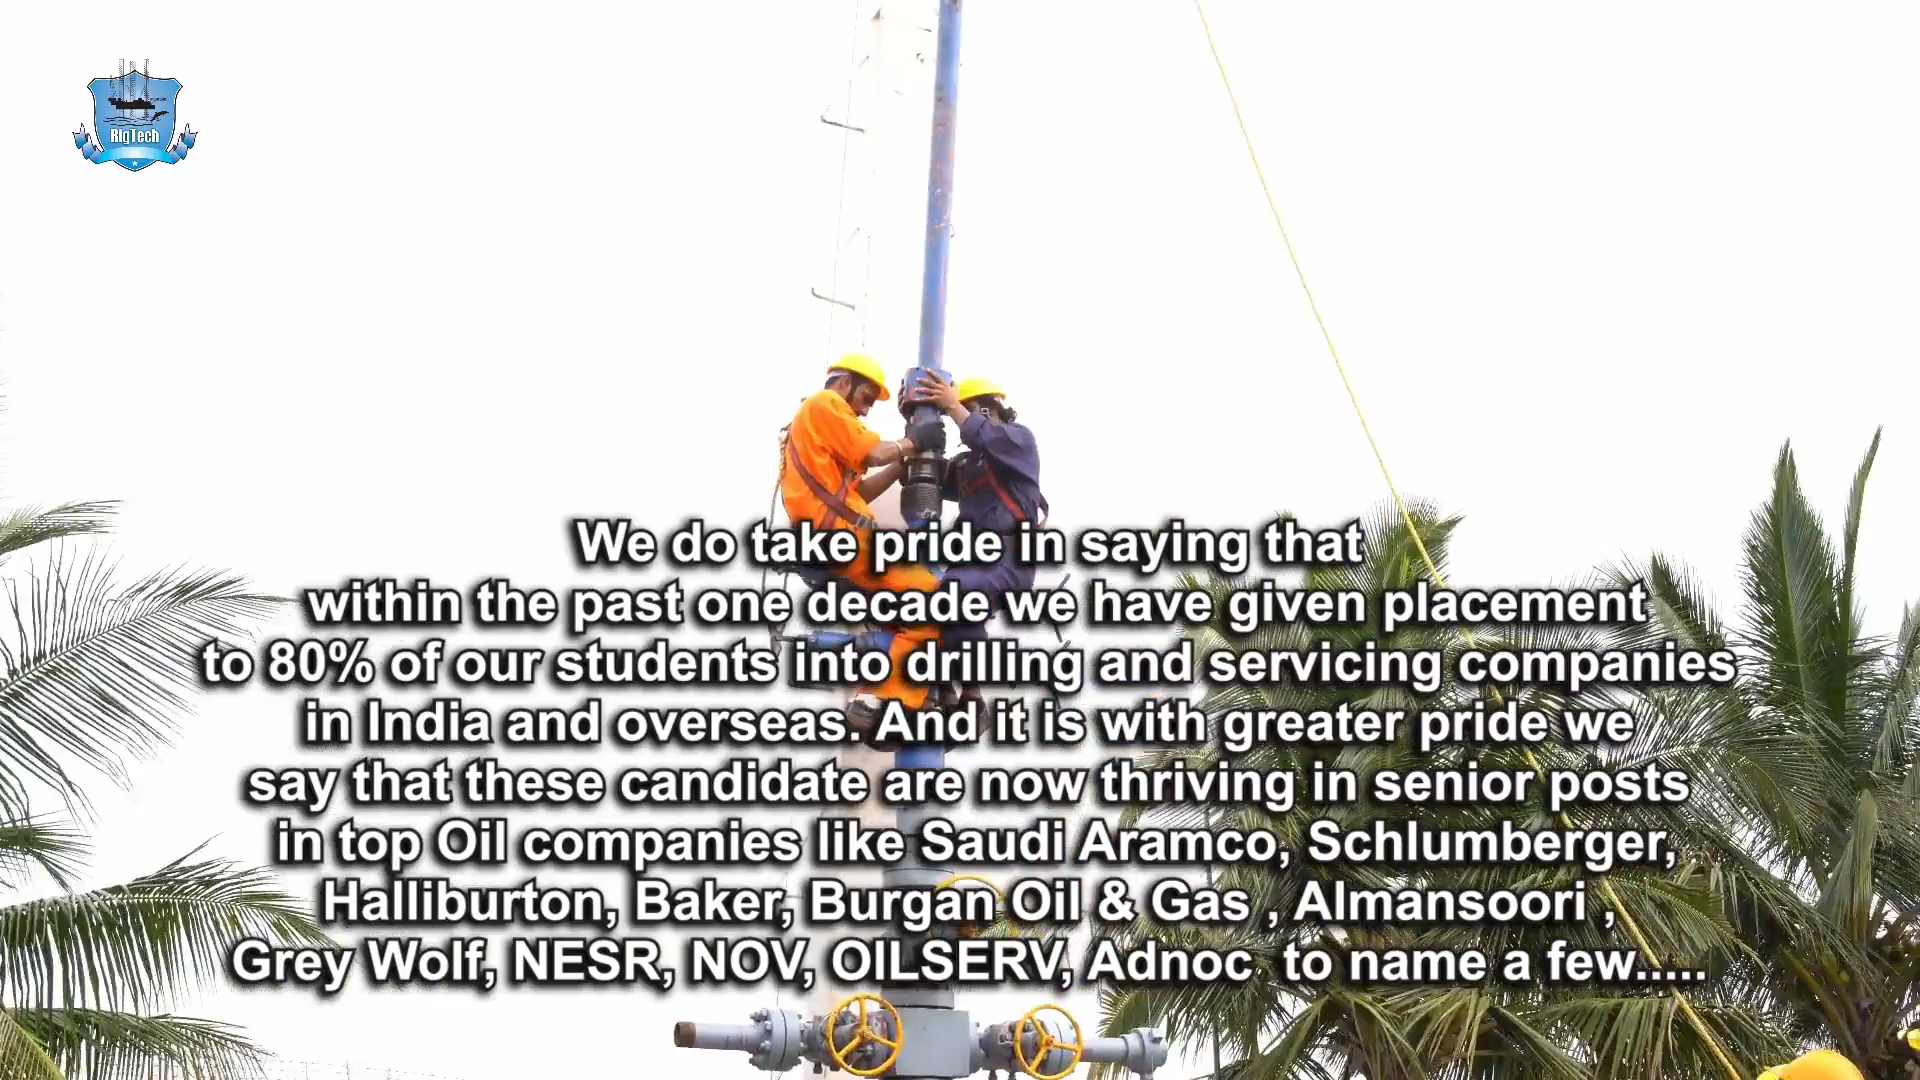 RigTech
We do take pride in saying that
within the past one decade we have given placement
to 80% of our students into drilling and servicing companies
in India and overseas. And it is with greater pride we
say that these candidate are now thriving in senior posts
in top Oil companies like Saudi Aramco, Schlumberger,
Halliburton, Baker, Burgan Oil & Gas , Almansoori ,
Grey Wolf, NESR, NOV, OILSERV, Adnoc  to name a few.....